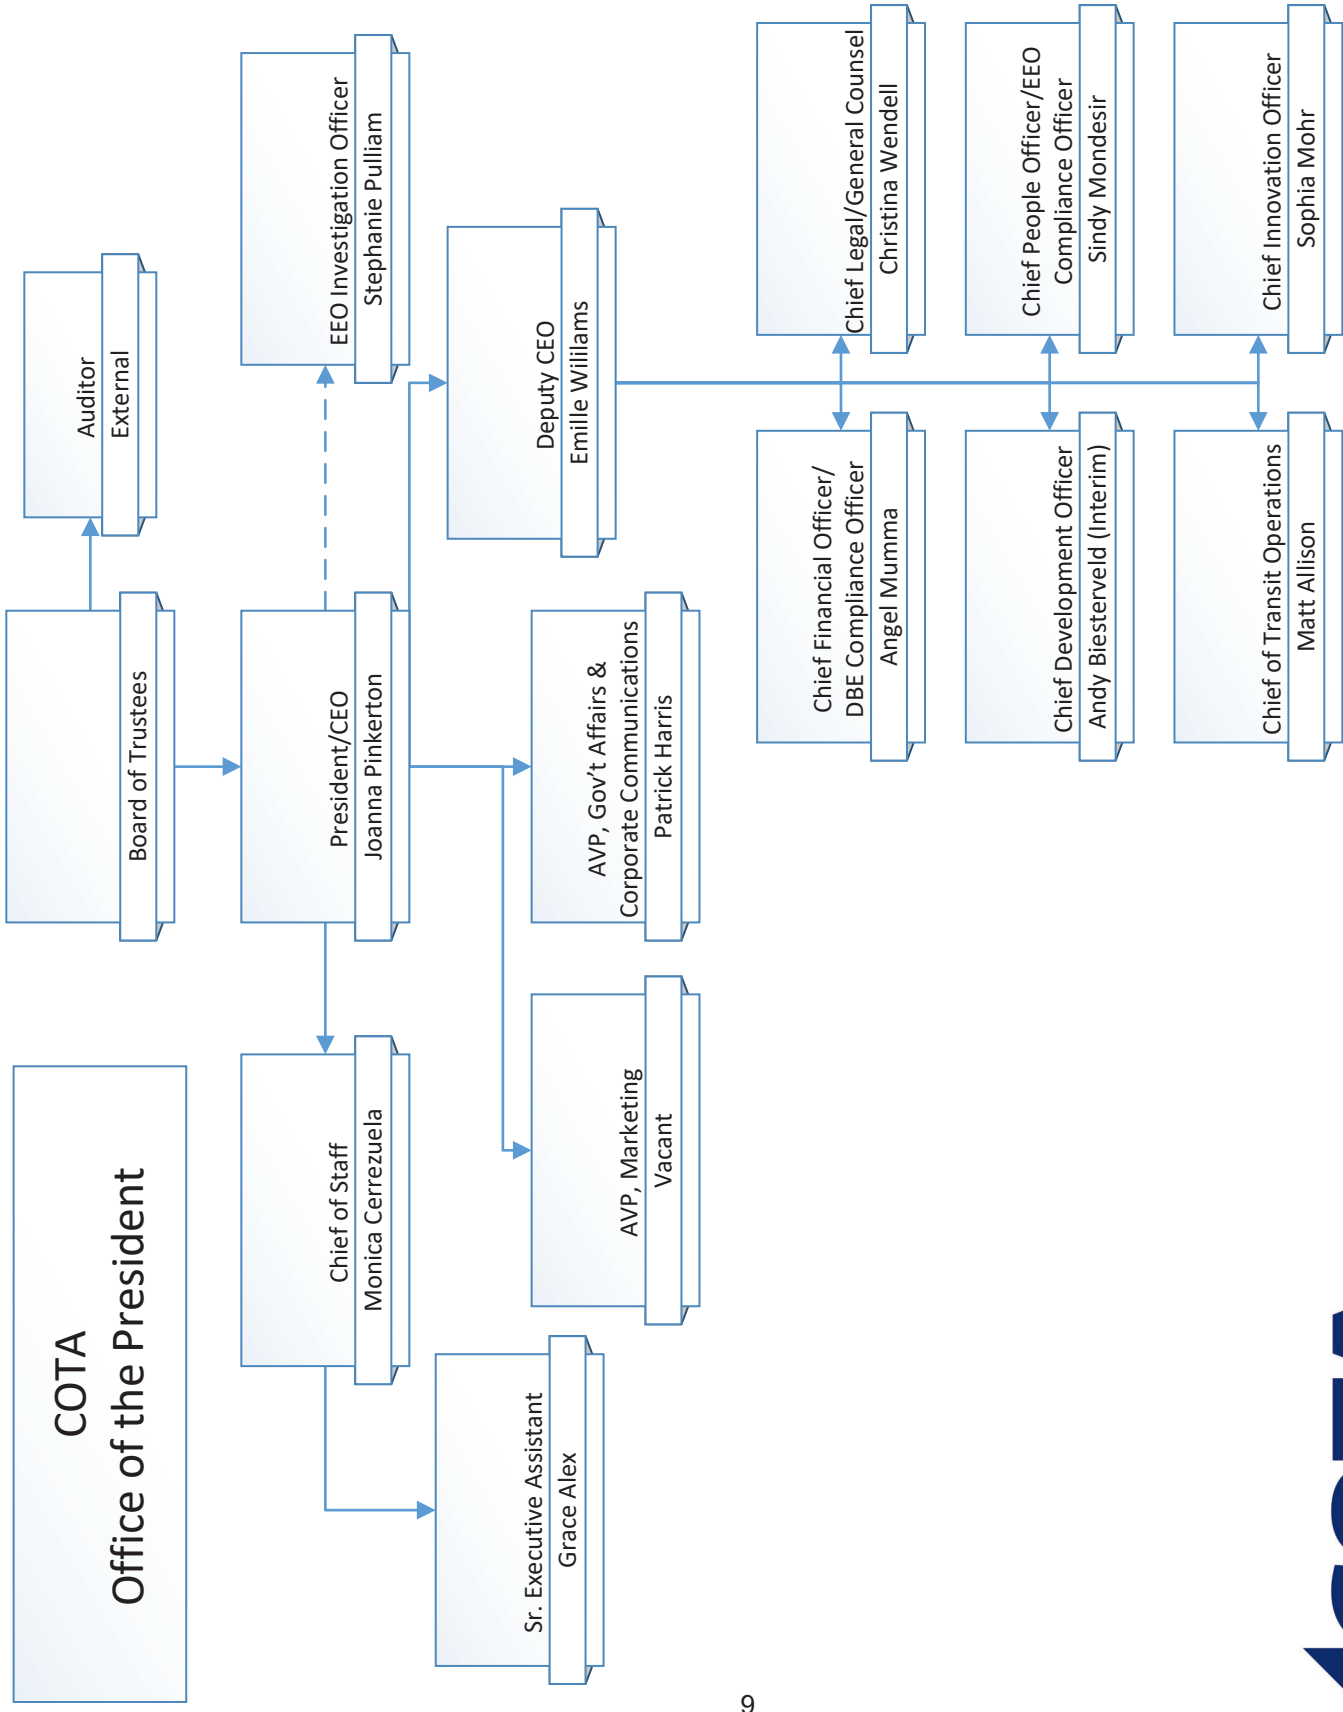 COTA
Office of the President
Board of Trustees
Auditor
External
Chief of Staff
Monica Cerrezuela
President/CEO
Joanna Pinkerton
EEO Investigation Officer
Stephanie Pulliam
Sr. Executive Assistant
Grace Alex
AVP, Marketing
Vacant
AVP, Gov't Affairs &
Corporate Communications
Patrick Harris
Deputy CEO
Emille Wililams
Chief Financial Officer/
DBE Compliance Officer
Angel Mumma
Chief Legal/General Counsel
Christina Wendell
Chief Development Officer
Andy Biesterveld (Interim)
Chief People Officer/EEO
Compliance Officer
Sindy Mondesir
Chief of Transit Operations
Matt Allison
Chief Innovation Officer
Sophia Mohr
9